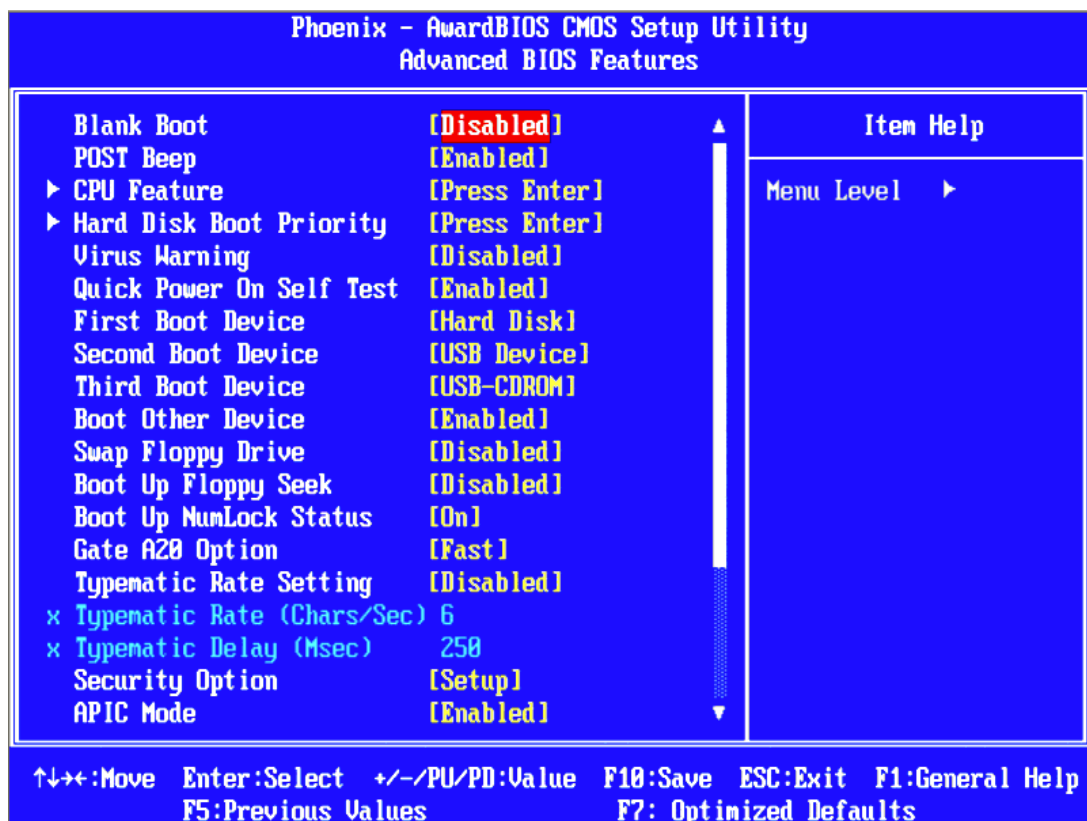 Phoenix - AwardBIOS CMOS Setup Utility
Advanced BIOS Features
Blank Boot [Disabled]
POST Beep [Enabled]
▶ CPU Feature [Press Enter]
▶ Hard Disk Boot Priority [Press Enter]
Virus Warning [Disabled]
Quick Power On Self Test [Enabled]
First Boot Device [Hard Disk]
Second Boot Device [USB Device]
Third Boot Device [USB-CDROM]
Boot Other Device [Enabled]
Swap Floppy Drive [Disabled]
Boot Up Floppy Seek [Disabled]
Boot Up NumLock Status [On]
Gate A20 Option [Fast]
Typematic Rate Setting [Disabled]
x Typematic Rate (Chars/Sec) 6
x Typematic Delay (Msec) 250
Security Option [Setup]
APIC Mode [Enabled]
Item Help
Menu Level ▶
↑↓→←:Move Enter:Select +/-/PU/PD:Value F10:Save ESC:Exit F1:General Help
F5:Previous Values F7: Optimized Defaults